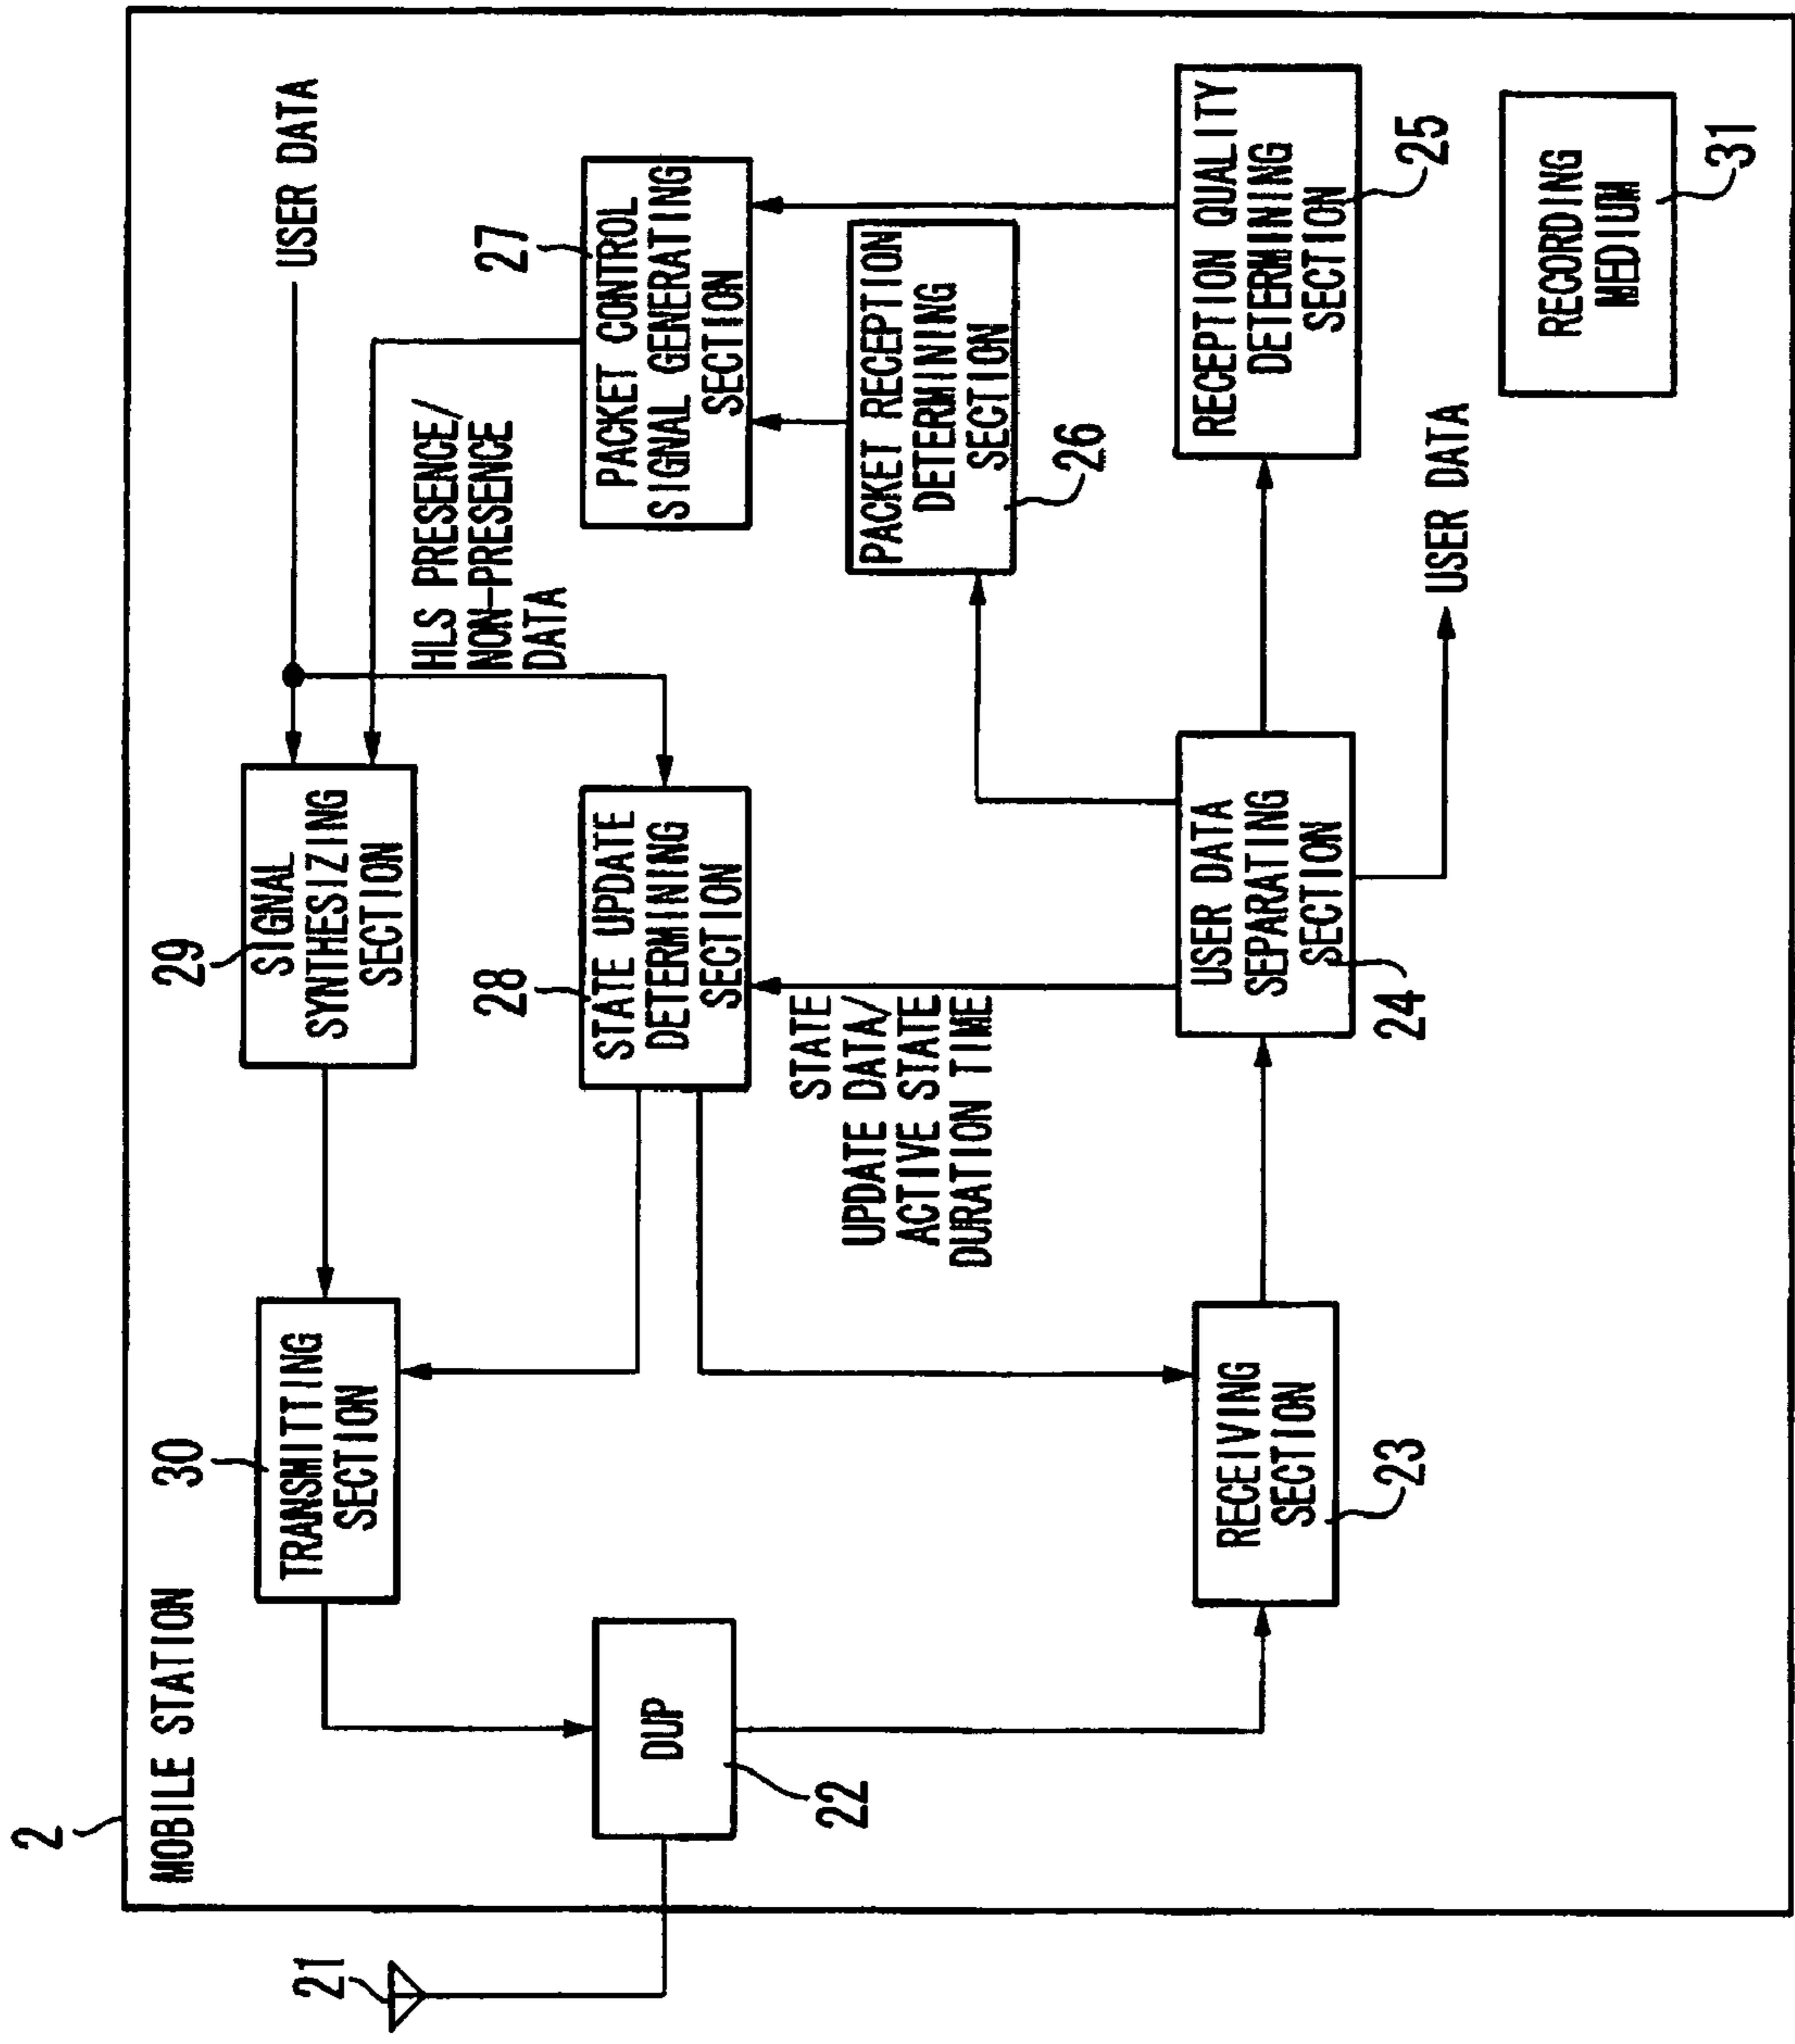 2
MOBILE STATION
21
DUP
22
30
TRANSMITTING
SECTION
29
SIGNAL
SYNTHESIZING
SECTION
USER DATA
HLS PRESENCE/
NON-PRESENCE
DATA
28
STATE UPDATE
DETERMINING
SECTION
27
PACKET CONTROL
SIGNAL GENERATING
SECTION
STATE
UPDATE DATA/
ACTIVE STATE
DURATION TIME
PACKET RECEPTION
DETERMINING
SECTION
26
RECEIVING
SECTION
23
USER DATA
SEPARATING
SECTION
24
RECEPTION QUALITY
DETERMINING
SECTION
25
USER DATA
RECORDING
MEDIUM
31